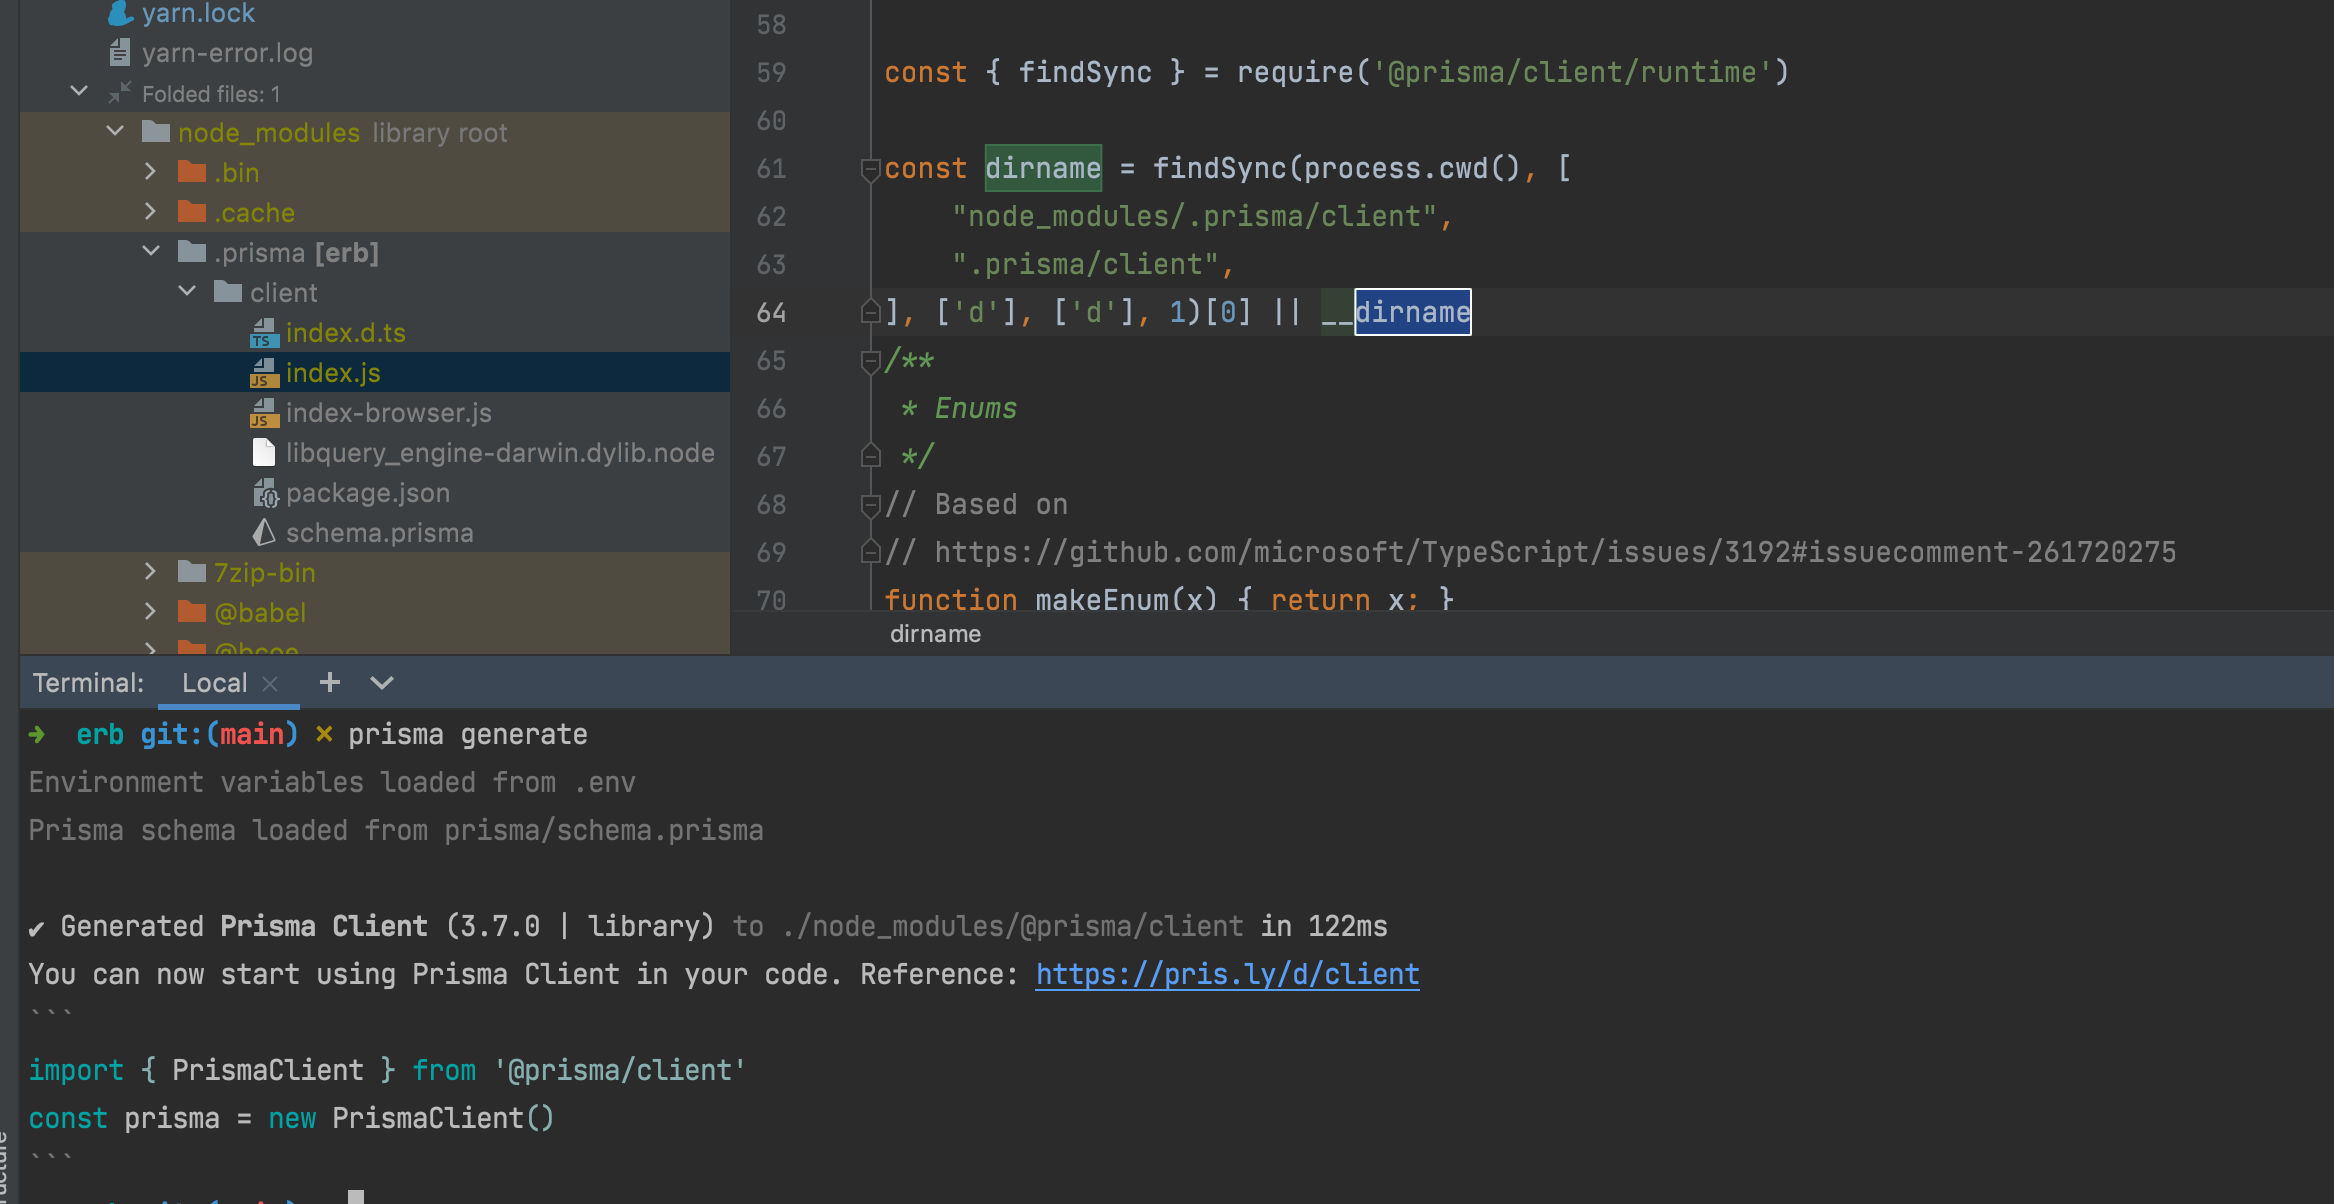 yarn.lock
yarn-error.log
Folded files: 1
node_modules library root
.bin
.cache
.prisma [erb]
client
index.d.ts
index.js
index-browser.js
libquery_engine-darwin.dylib.node
package.json
schema.prisma
7zip-bin
@babel
@bcoe
58
59 const { findSync } = require('@prisma/client/runtime')
60
61 const dirname = findSync(process.cwd(), [
62 "node_modules/.prisma/client",
63 ".prisma/client",
64 ], ['d'], ['d'], 1)[0] || __dirname
65 /**
66 * Enums
67 */
68 // Based on
69 // https://github.com/microsoft/TypeScript/issues/3192#issuecomment-261720275
70 function makeEnum(x) { return x; }
dirname
Terminal: Local × +
➜ erb git:(main) ✗ prisma generate
Environment variables loaded from .env
Prisma schema loaded from prisma/schema.prisma
✔ Generated Prisma Client (3.7.0 | library) to ./node_modules/@prisma/client in 122ms
You can now start using Prisma Client in your code. Reference: https://pris.ly/d/client
```
import { PrismaClient } from '@prisma/client'
const prisma = new PrismaClient()
```